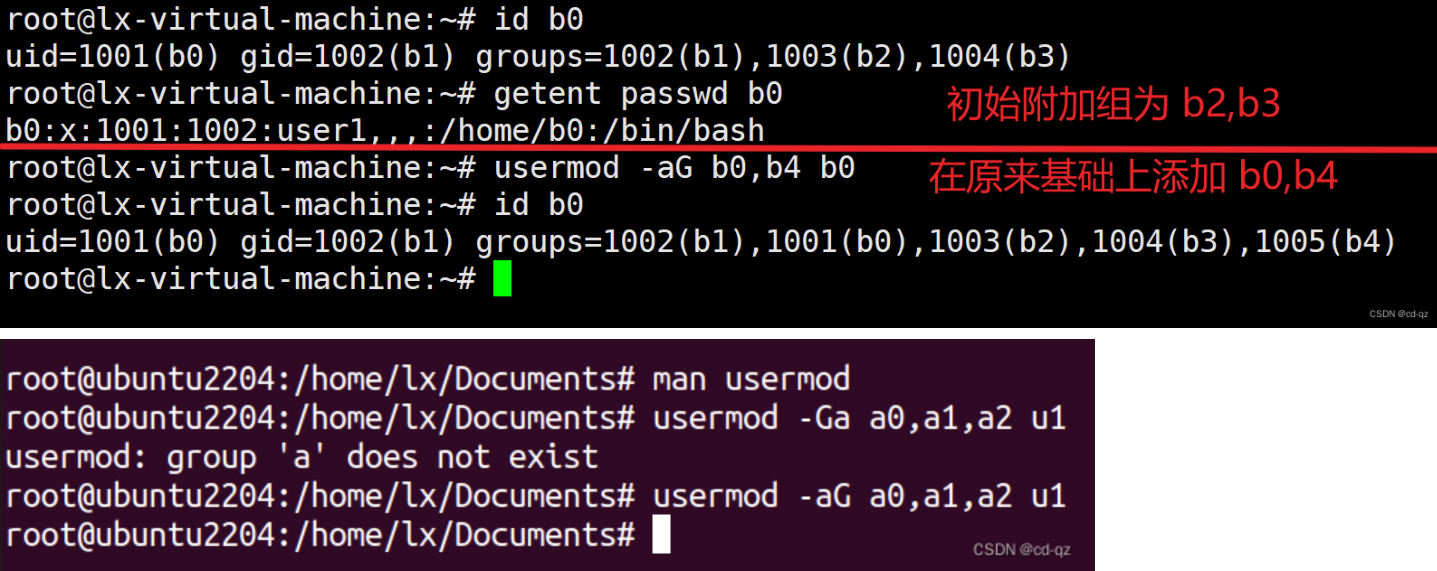 root@lx-virtual-machine:~# id b0
uid=1001(b0) gid=1002(b1) groups=1002(b1),1003(b2),1004(b3)
root@lx-virtual-machine:~# getent passwd b0
初始附加组为 b2,b3
b0:x:1001:1002:user1,,,:/home/b0:/bin/bash
root@lx-virtual-machine:~# usermod -aG b0,b4 b0
在原来基础上添加 b0,b4
root@lx-virtual-machine:~# id b0
uid=1001(b0) gid=1002(b1) groups=1002(b1),1001(b0),1003(b2),1004(b3),1005(b4)
root@lx-virtual-machine:~#
CSDN @cd-qz
root@ubuntu2204:/home/lx/Documents# man usermod
root@ubuntu2204:/home/lx/Documents# usermod -Ga a0,a1,a2 u1
usermod: group 'a' does not exist
root@ubuntu2204:/home/lx/Documents# usermod -aG a0,a1,a2 u1
root@ubuntu2204:/home/lx/Documents#
CSDN @cd-qz